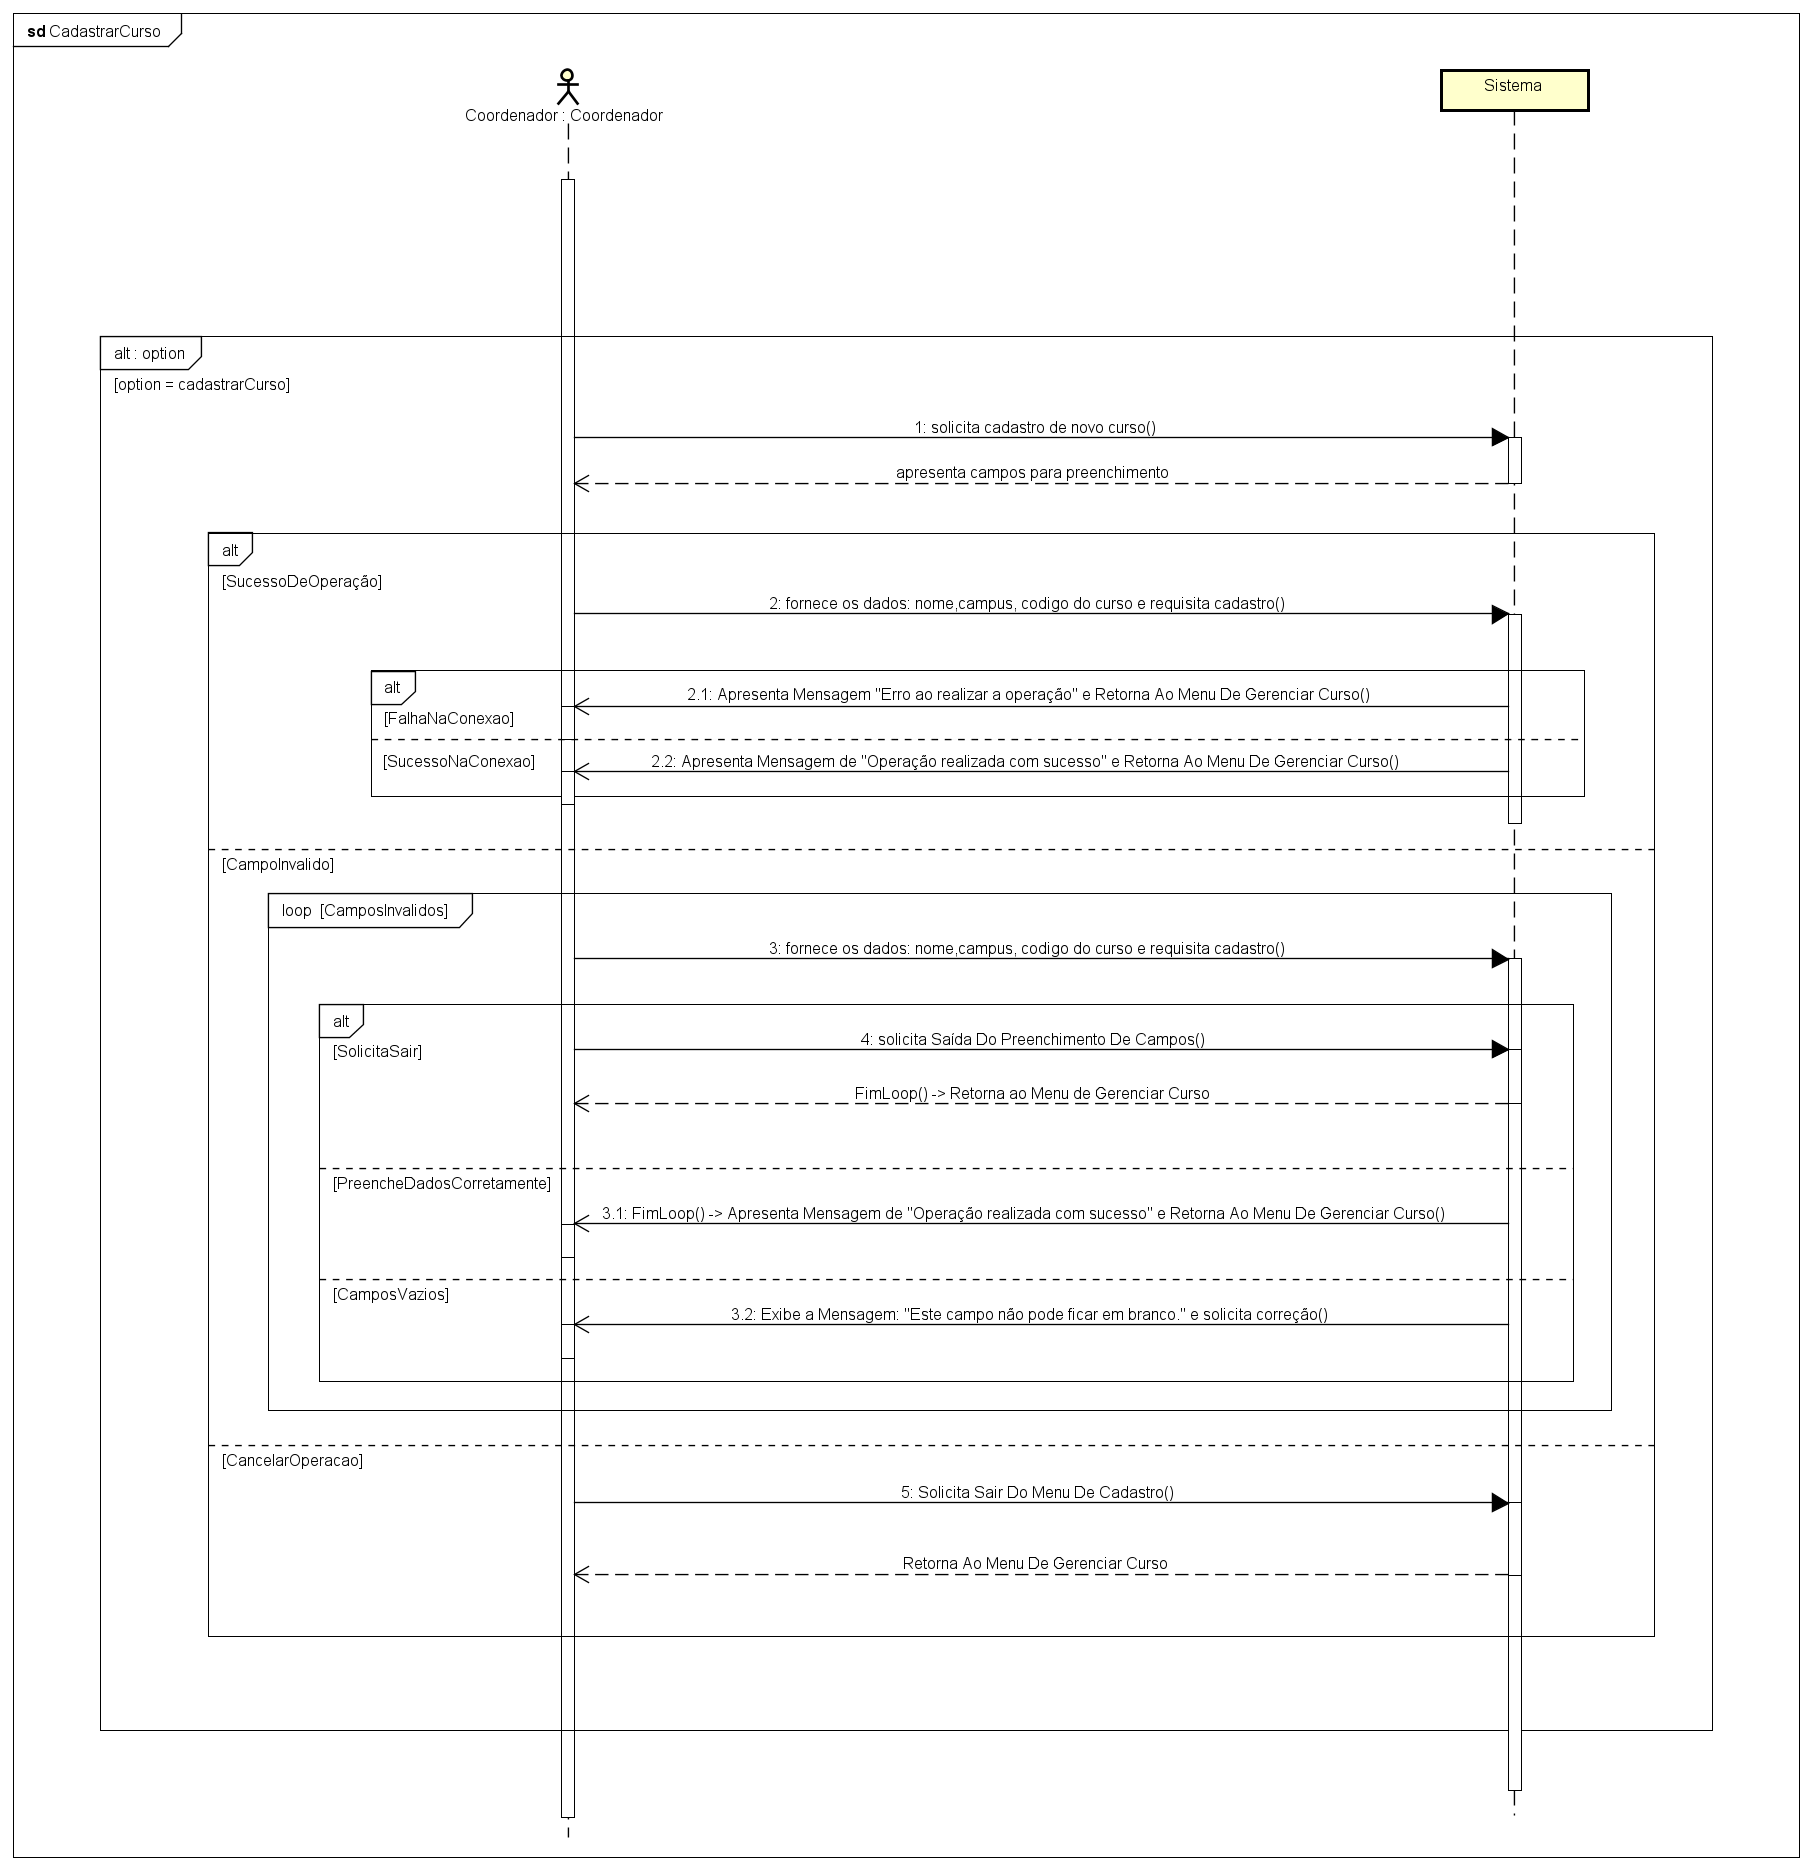 sd CadastrarCurso
Coordenador : Coordenador
Sistema
alt : option
[option = cadastrarCurso]
1: solicita cadastro de novo curso()
apresenta campos para preenchimento
alt
[SucessoDeOperação]
2: fornece os dados: nome,campus, codigo do curso e requisita cadastro()
alt
2.1: Apresenta Mensagem "Erro ao realizar a operação" e Retorna Ao Menu De Gerenciar Curso()
[FalhaNaConexao]
[SucessoNaConexao]
2.2: Apresenta Mensagem de "Operação realizada com sucesso" e Retorna Ao Menu De Gerenciar Curso()
[CampoInvalido]
loop [CamposInvalidos]
3: fornece os dados: nome,campus, codigo do curso e requisita cadastro()
alt
4: solicita Saída Do Preenchimento De Campos()
[SolicitaSair]
FimLoop() -> Retorna ao Menu de Gerenciar Curso
[PreencheDadosCorretamente]
3.1: FimLoop() -> Apresenta Mensagem de "Operação realizada com sucesso" e Retorna Ao Menu De Gerenciar Curso()
[CamposVazios]
3.2: Exibe a Mensagem: "Este campo não pode ficar em branco." e solicita correção()
[CancelarOperacao]
5: Solicita Sair Do Menu De Cadastro()
Retorna Ao Menu De Gerenciar Curso